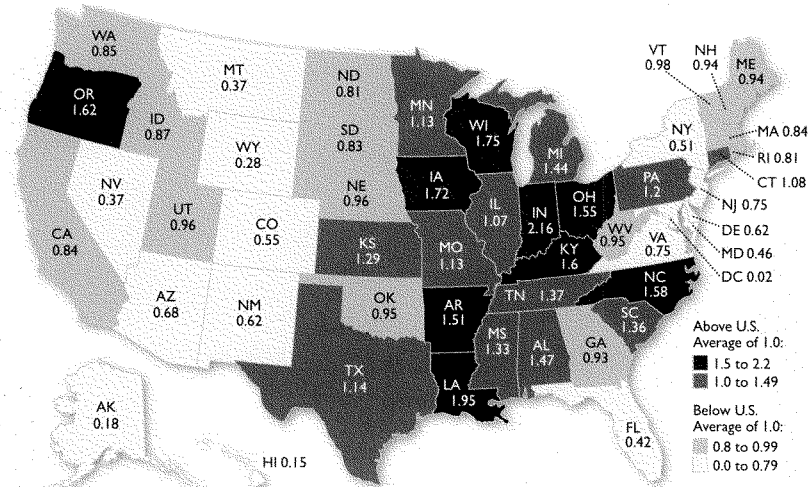 WA
0.85
MT
0.37
ND
0.81
MN
1.13
VT
0.98
NH
0.94
ME
0.94
OR
1.62
ID
0.87
WY
0.28
SD
0.83
WI
1.75
MI
1.44
NY
0.51
MA 0.84
RI 0.81
CT 1.08
NV
0.37
UT
0.96
CO
0.55
NE
0.96
IA
1.72
IL
1.07
IN
2.16
OH
1.55
PA
1.2
NJ 0.75
DE 0.62
MD 0.46
DC 0.02
CA
0.84
KS
1.29
MO
1.13
KY
1.6
WV
0.95
VA
0.75
AZ
0.68
NM
0.62
OK
0.95
AR
1.51
TN 1.37
NC
1.58
SC
1.36
TX
1.14
LA
1.95
MS
1.33
AL
1.47
GA
0.93
FL
0.42
AK
0.18
HI 0.15
Above U.S.
Average of 1.0:
1.5 to 2.2
1.0 to 1.49
Below U.S.
Average of 1.0:
0.8 to 0.99
0.0 to 0.79